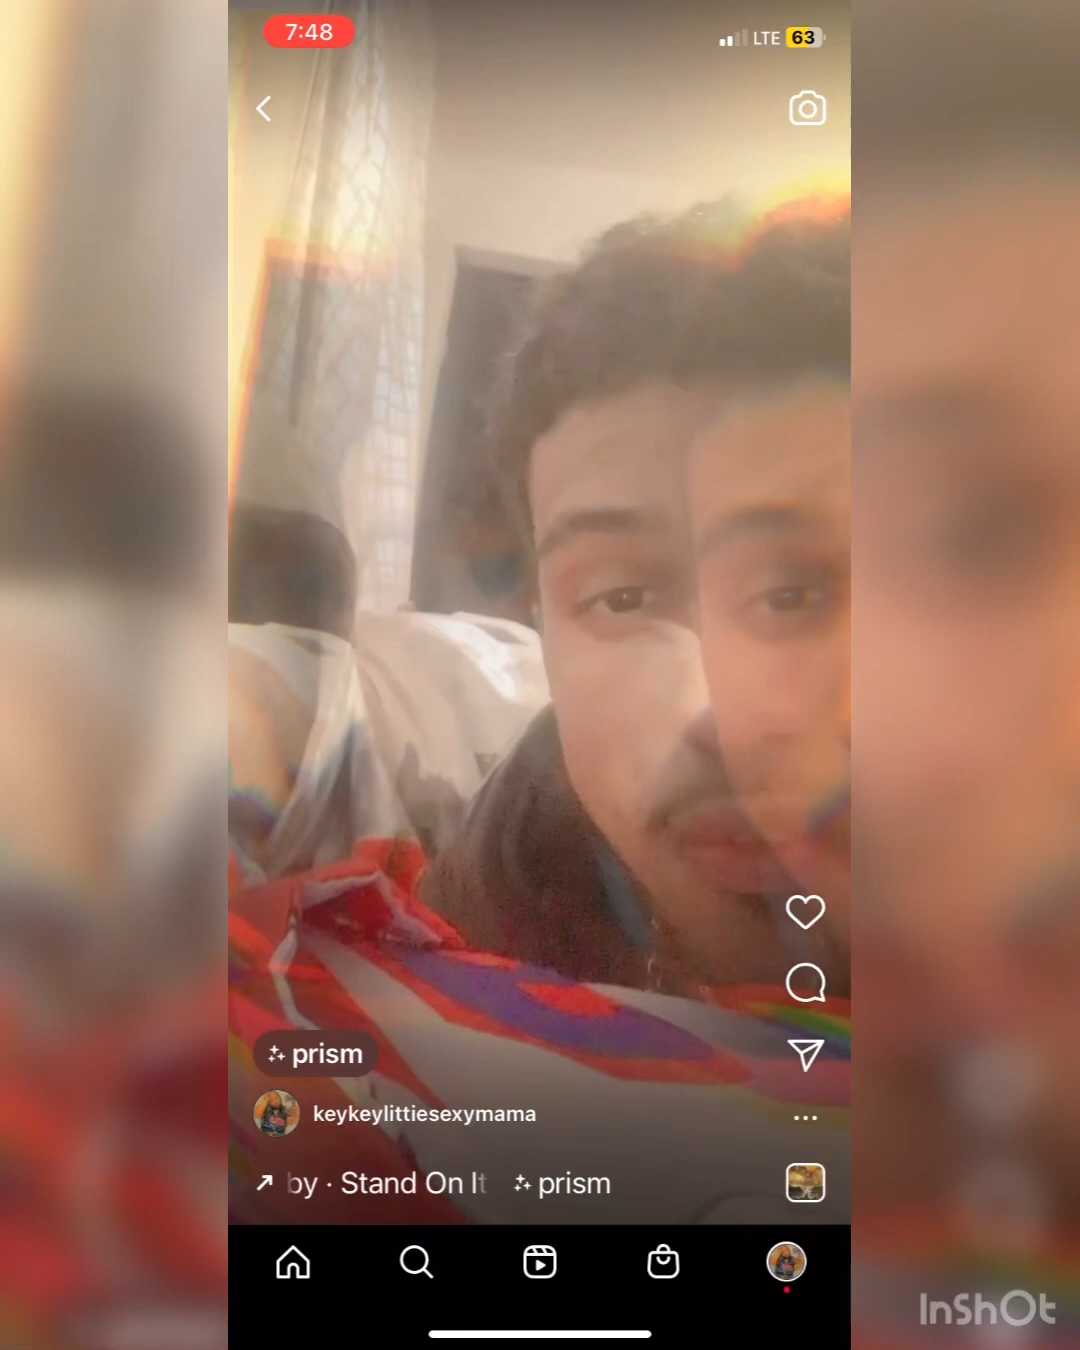 7:48
LTE 63
prism
keykeylittiesexymama
by · Stand On It prism
InShOt